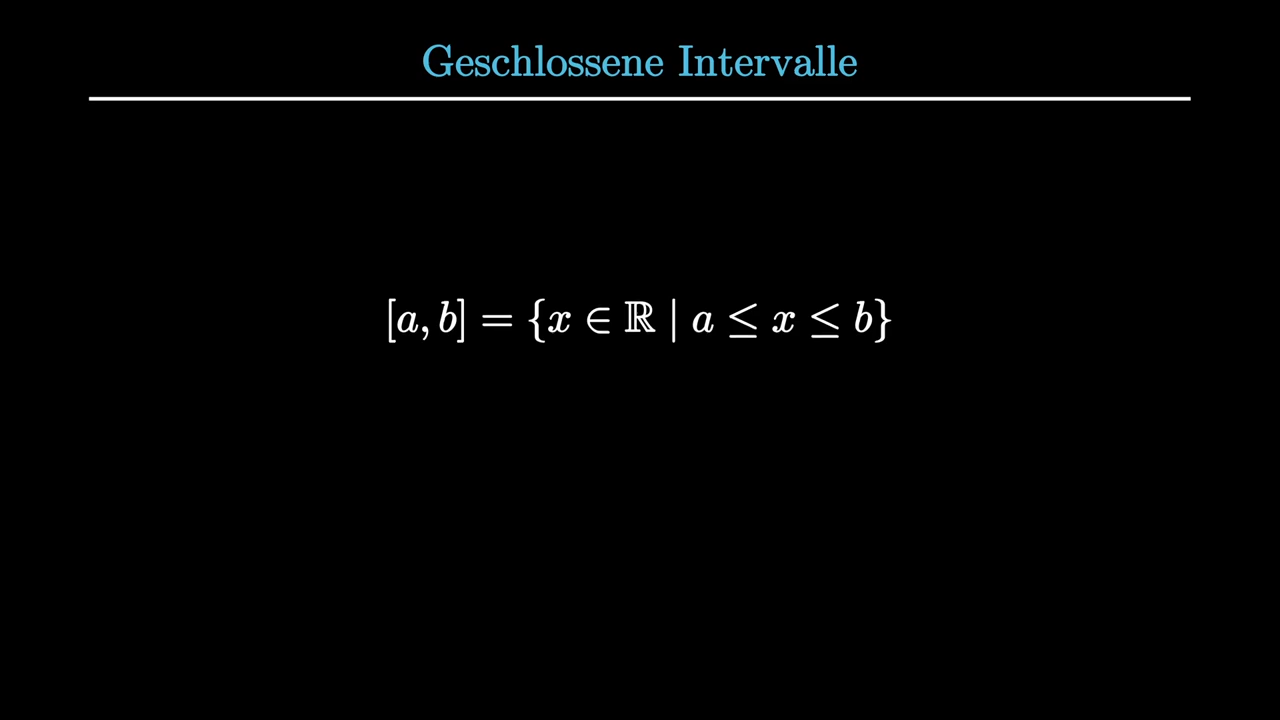 Geschlossene Intervalle
[a, b] = {x ∈ ℝ | a ≤ x ≤ b}